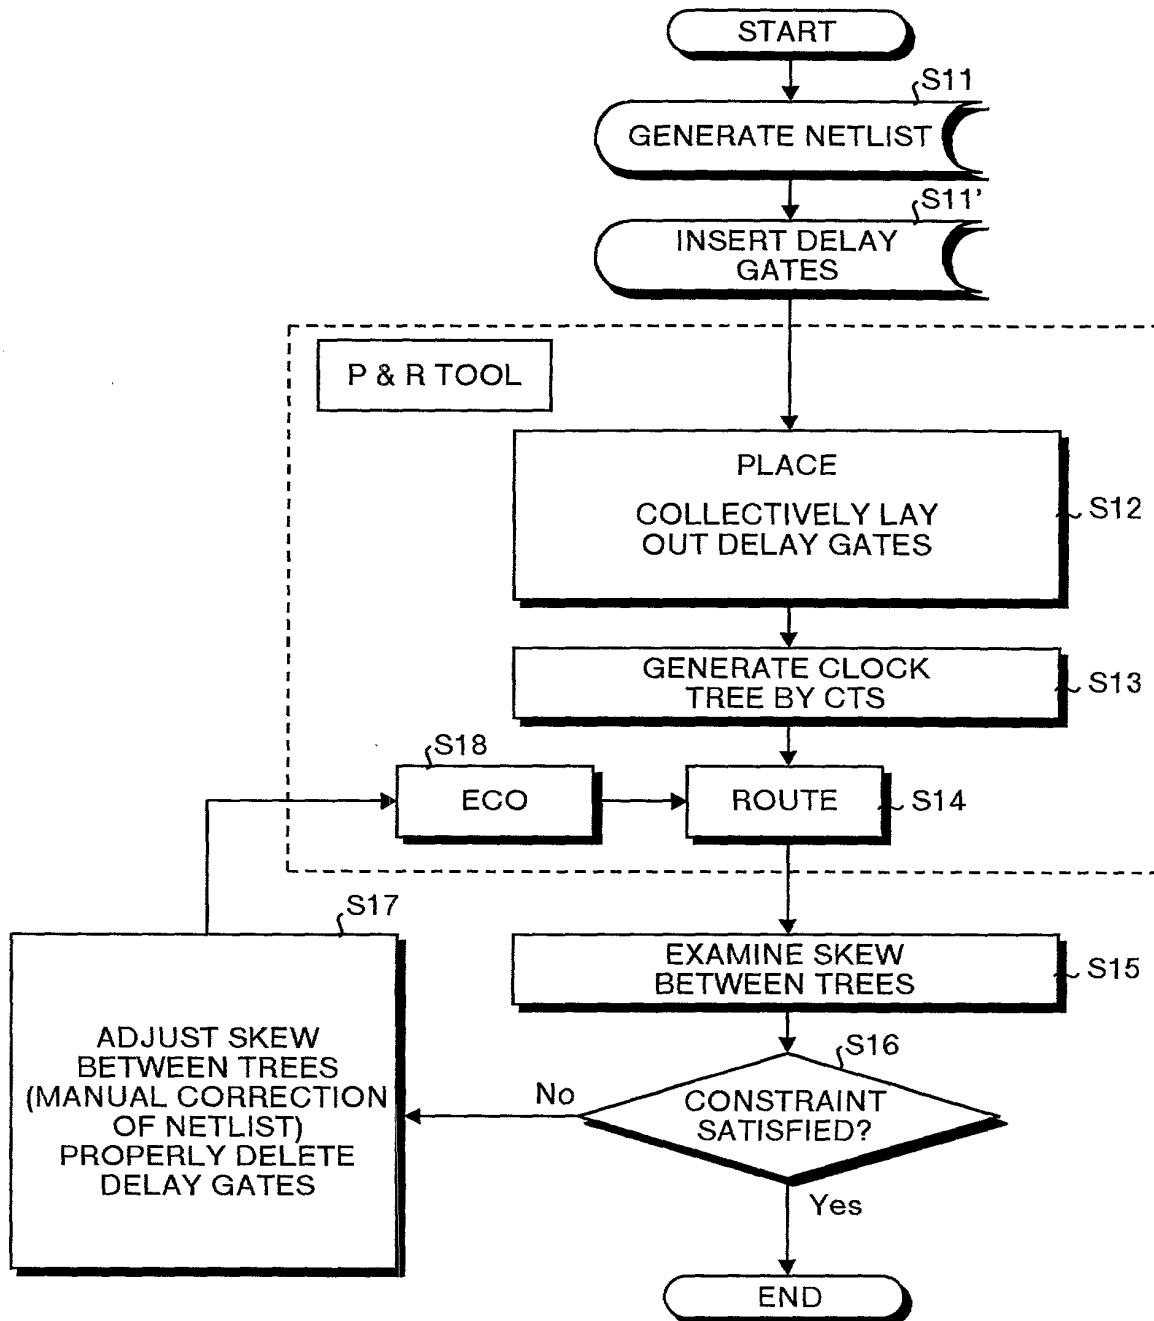 START
S11
GENERATE NETLIST
S11'
INSERT DELAY
GATES
P & R TOOL
PLACE
COLLECTIVELY LAY
OUT DELAY GATES
S12
GENERATE CLOCK
TREE BY CTS
S13
S18
ECO
ROUTE
S14
S17
ADJUST SKEW
BETWEEN TREES
(MANUAL CORRECTION
OF NETLIST)
PROPERLY DELETE
DELAY GATES
EXAMINE SKEW
BETWEEN TREES
S15
S16
CONSTRAINT
SATISFIED?
No
Yes
END